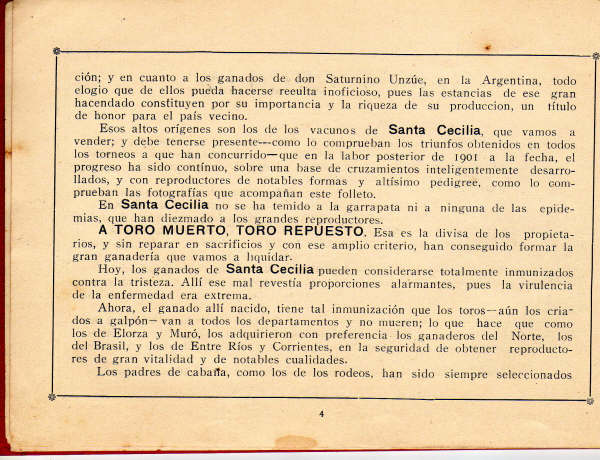 ción; y en cuanto a los ganados de don Saturnino Unzúe, en la Argentina, todo
elogio que de ellos pueda hacerse reeulta inoficioso, pues las estancias de ese gran
hacendado constituyen por su importancia y la riqueza de su produccion, un título
de honor para el país vecino.
Esos altos orígenes son los de los vacunos de Santa Cecilia, que vamos a
vender; y debe tenerse presente---como lo comprueban los triunfos obtenidos en todos
los torneos a que han concurrido—que en la labor posterior de 1901 a la fecha, el
progreso ha sido contínuo, sobre una base de cruzamientos inteligentemente desarro-
llados, y con reproductores de notables formas y altísimo pedigree, como lo com-
prueban las fotografías que acompañan este folleto.
En Santa Cecilia no se ha temido a la garrapata ni a ninguna de las epide-
mias, que han diezmado a los grandes reproductores.
A TORO MUERTO, TORO REPUESTO. Esa es la divisa de los propieta-
rios, y sin reparar en sacrificios y con ese amplio criterio, han conseguido formar la
gran ganadería que vamos a liquidar.
Hoy, los ganados de Santa Cecilia pueden considerarse totalmente inmunizados
contra la tristeza. Allí ese mal revestía proporciones alarmantes, pues la virulencia
de la enfermedad era extrema.
Ahora, el ganado allí nacido, tiene tal inmunización que los toros—aún los cria-
dos a galpón—van a todos los departamentos y no mueren; lo que hace que como
los de Elorza y Muró, los adquirieron con preferencia los ganaderos del Norte, los
del Brasil, y los de Entre Ríos y Corrientes, en la seguridad de obtener reproducto-
res de gran vitalidad y de notables cualidades.
Los padres de cabaña, como los de los rodeos, han sido siempre seleccionados
4